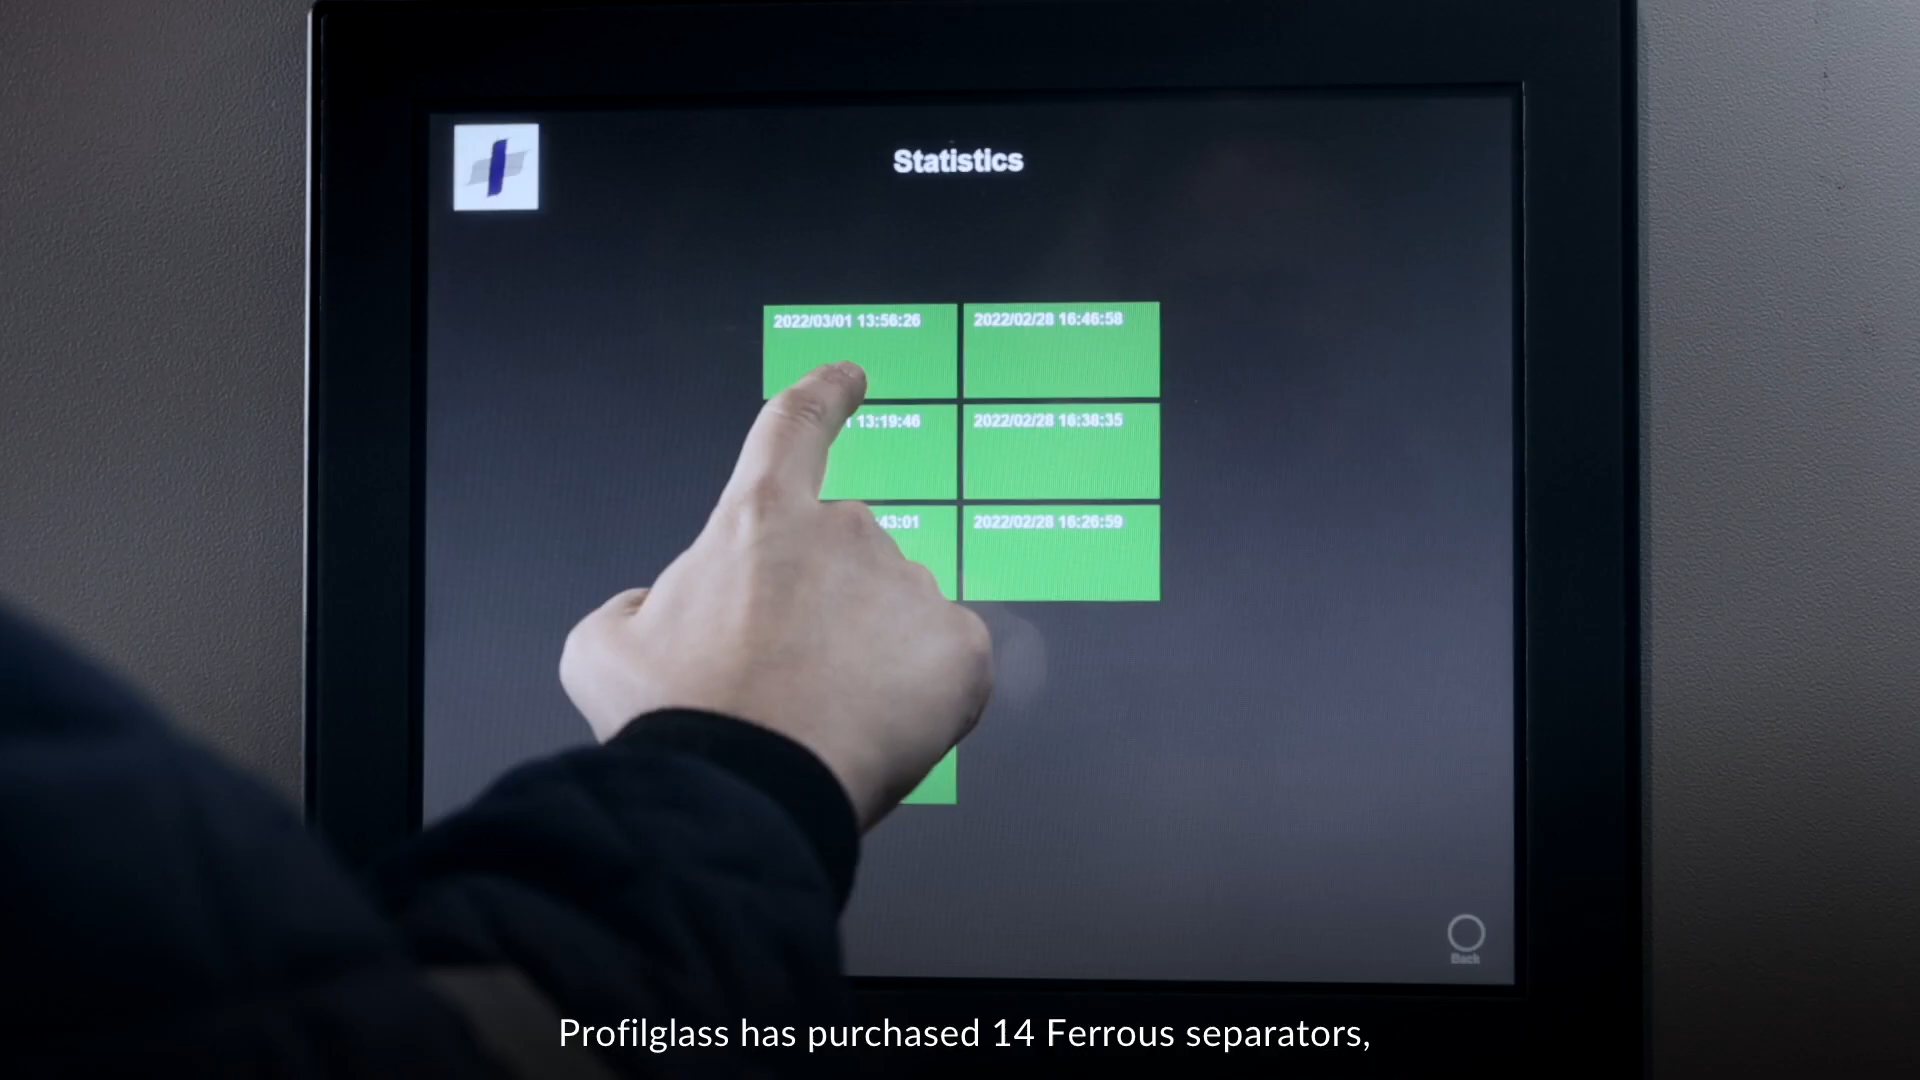 Statistics
2022/03/01 13:56:26
2022/02/28 16:46:58
13:19:46
2022/02/28 16:38:35
:43:01
2022/02/28 16:26:59
Back
Profilglass has purchased 14 Ferrous separators,